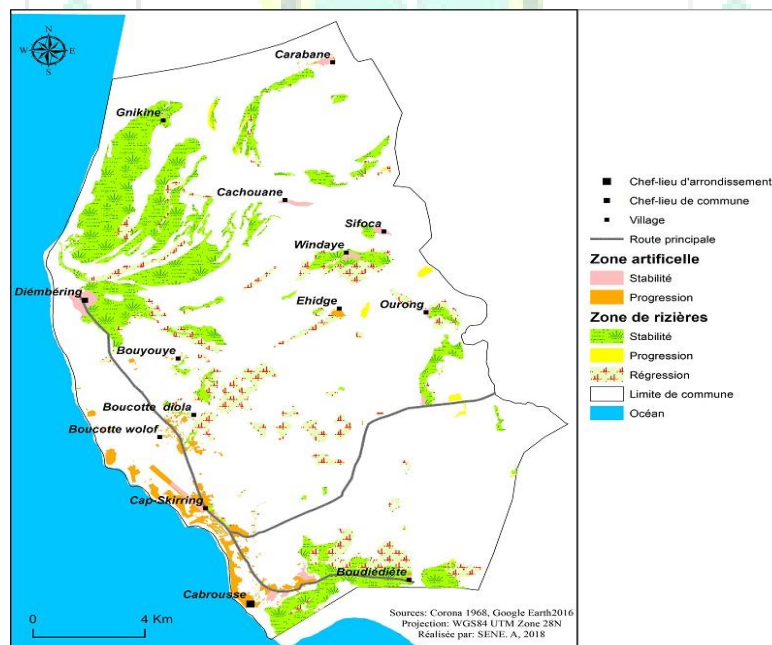 N
W E
S
Carabane
Gnikine
Cachouane
Sifoca
Windaye
Diémbéring
Ehidge
Ourong
Bouyouye
Boucotte diola
Boucotte wolof
Cap-Skirring
Boudiédiéte
Cabrousse
0 4 Km
Sources: Corona 1968, Google Earth2016
Projection: WGS84 UTM Zone 28N
Réalisée par: SENE. A, 2018
Chef-lieu d'arrondissement
Chef-lieu de commune
Village
Route principale
Zone artificelle
Stabilité
Progression
Zone de rizières
Stabilité
Progression
Régression
Limite de commune
Océan